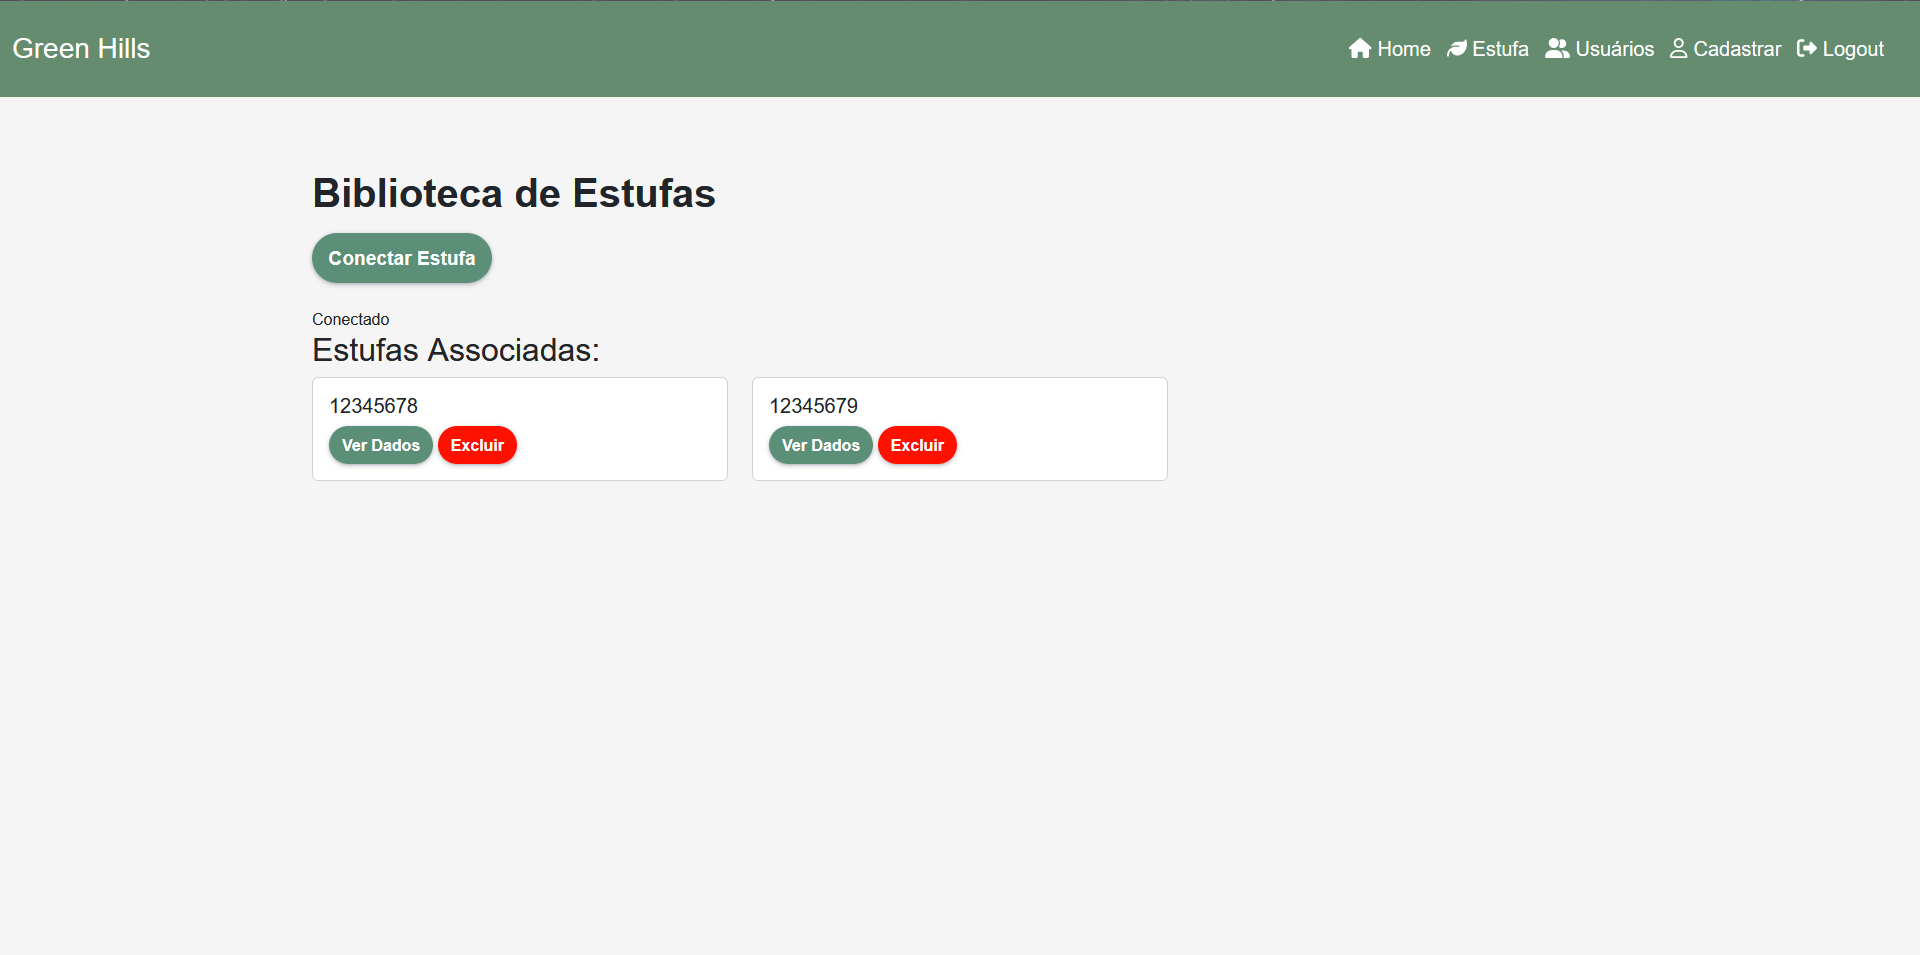 Green Hills
Home Estufa Usuários Cadastrar Logout
Biblioteca de Estufas
Conectar Estufa
Conectado
Estufas Associadas:
12345678
Ver Dados Excluir
12345679
Ver Dados Excluir